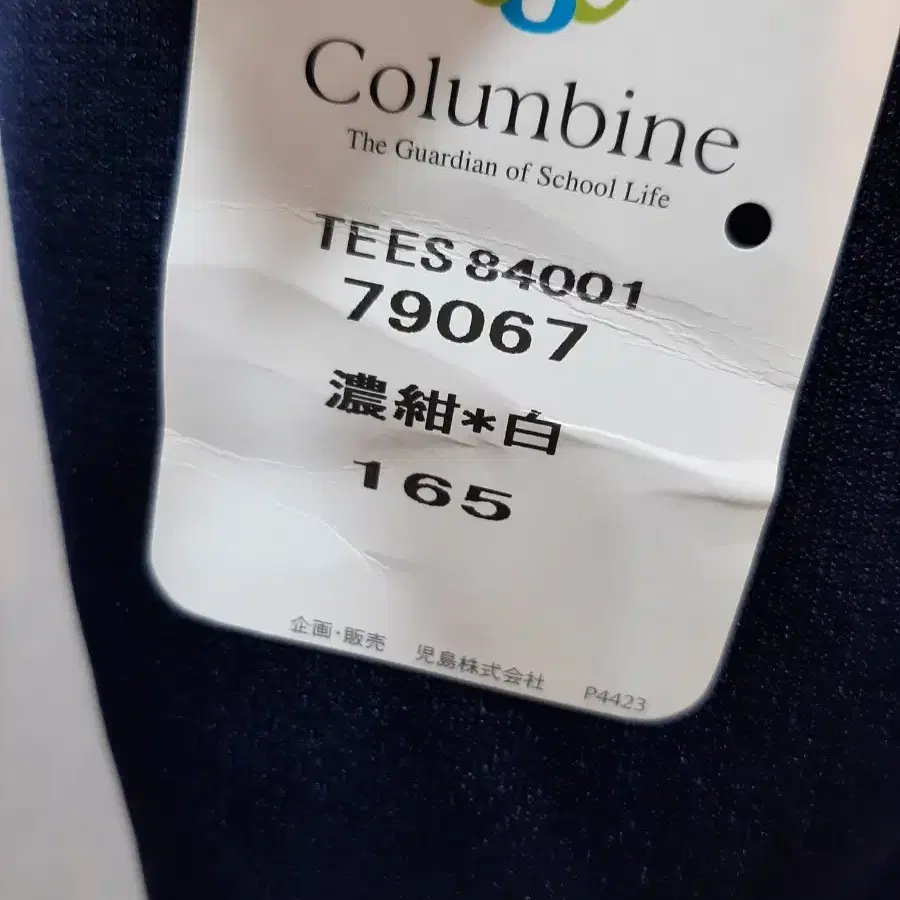 Columbine
The Guardian of School Life
TEES 84001
79067
濃紺*白
165
企画・販売 児島株式会社 P4423